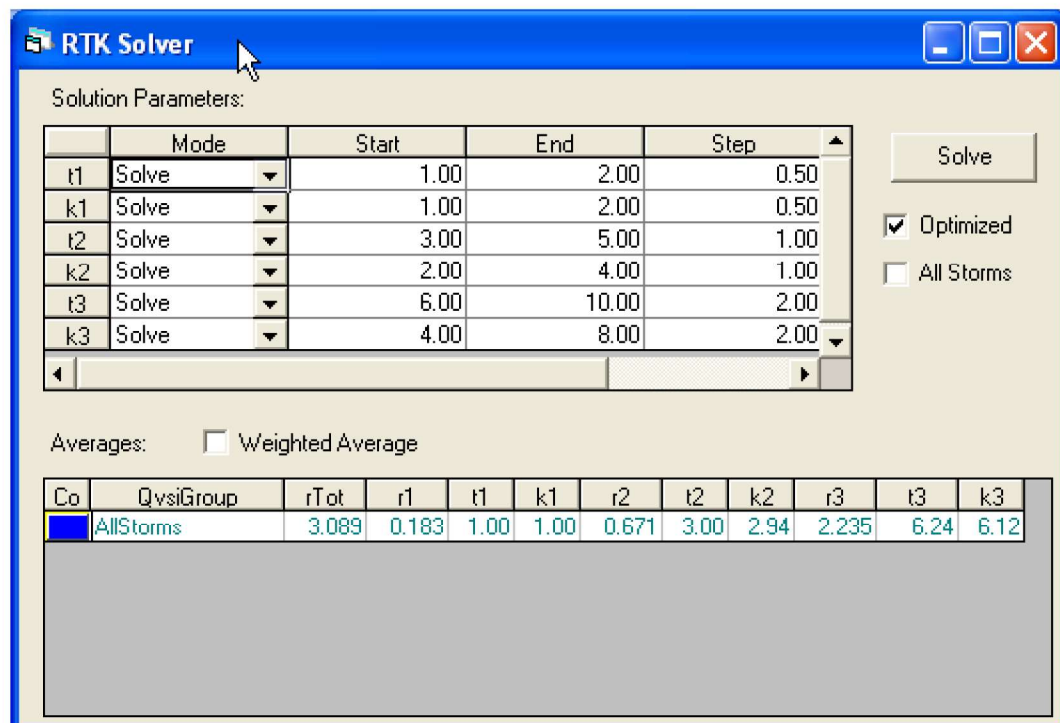 RTK Solver
Solution Parameters:
Mode Start End Step
t1 Solve 1.00 2.00 0.50
k1 Solve 1.00 2.00 0.50
t2 Solve 3.00 5.00 1.00
k2 Solve 2.00 4.00 1.00
t3 Solve 6.00 10.00 2.00
k3 Solve 4.00 8.00 2.00
Solve
Optimized
All Storms
Averages: Weighted Average
Co QvsiGroup rTot r1 t1 k1 r2 t2 k2 r3 t3 k3
AllStorms 3.089 0.183 1.00 1.00 0.671 3.00 2.94 2.235 6.24 6.12